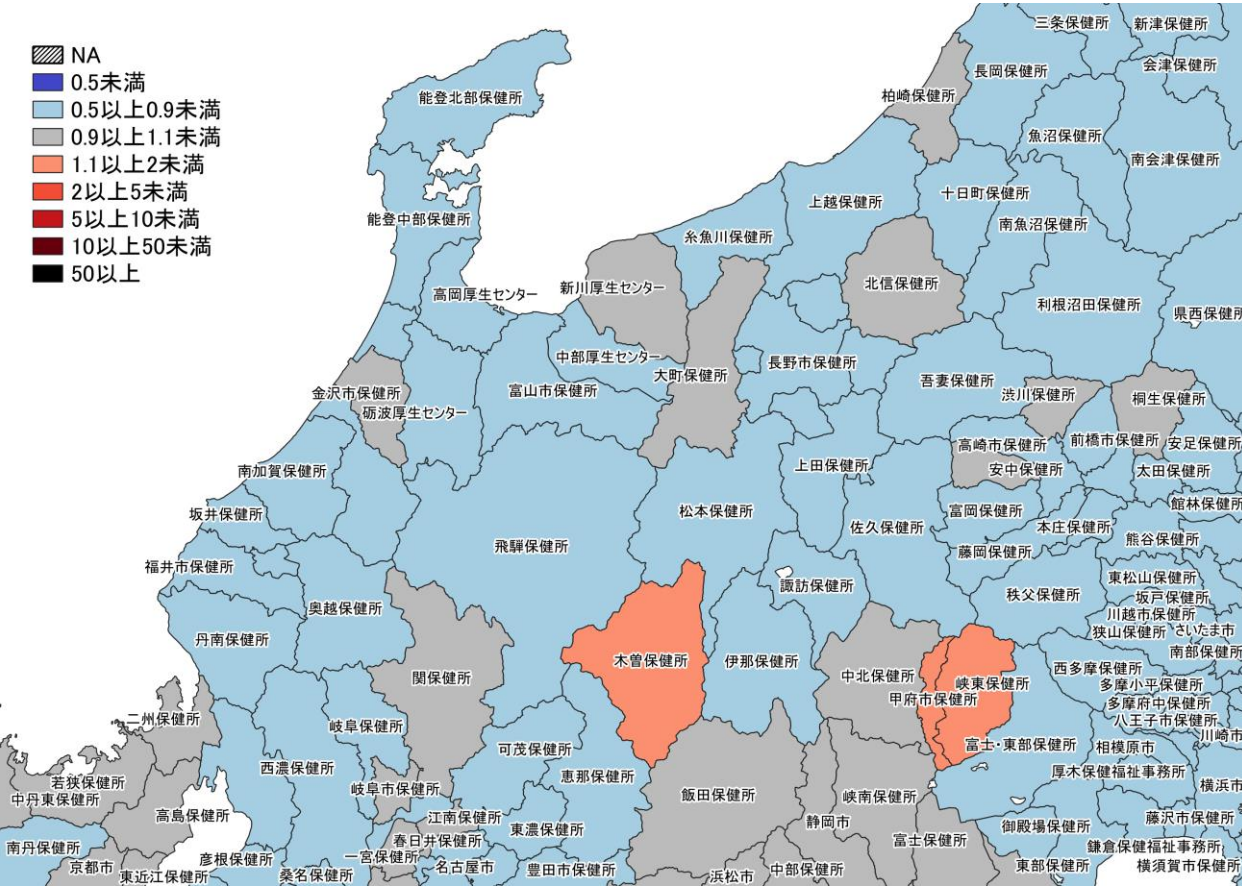 NA
0.5未満
0.5以上0.9未満
0.9以上1.1未満
1.1以上2未満
2以上5未満
5以上10未満
10以上50未満
50以上
三条保健所
新津保健所
長岡保健所
会津保健所
能登北部保健所
柏崎保健所
魚沼保健所
南会津保健所
十日町保健所
上越保健所
能登中部保健所
南魚沼保健所
糸魚川保健所
新川厚生センター
北信保健所
高岡厚生センター
利根沼田保健所
県西保健所
中部厚生センター
長野市保健所
大町保健所
吾妻保健所
富山市保健所
金沢市保健所
渋川保健所
桐生保健所
砺波厚生センター
高崎市保健所
前橋市保健所
安足保健所
南加賀保健所
上田保健所
安中保健所
太田保健所
坂井保健所
松本保健所
富岡保健所
館林保健所
佐久保健所
本庄保健所
飛騨保健所
藤岡保健所
熊谷保健所
福井市保健所
諏訪保健所
東松山保健所
秩父保健所
坂戸保健所
奥越保健所
川越市保健所
狭山保健所
さいたま市
丹南保健所
南部保健所
木曽保健所
伊那保健所
西多摩保健所
関保健所
中北保健所
峡東保健所
多摩小平保健所
甲府市保健所
多摩府中保健所
二州保健所
八王子市保健所
岐阜保健所
川崎市
可茂保健所
富士・東部保健所
相模原市
西濃保健所
恵那保健所
厚木保健福祉事務所
若狭保健所
岐阜市保健所
横浜市
中丹東保健所
飯田保健所
峡南保健所
高島保健所
江南保健所
藤沢市保健所
静岡市
東濃保健所
御殿場保健所
春日井保健所
富士保健所
南丹保健所
鎌倉保健福祉事務所
一宮保健所
彦根保健所
京都市
名古屋市
豊田市保健所
中部保健所
東部保健所
横須賀市保健所
東近江保健所
桑名保健所
浜松市